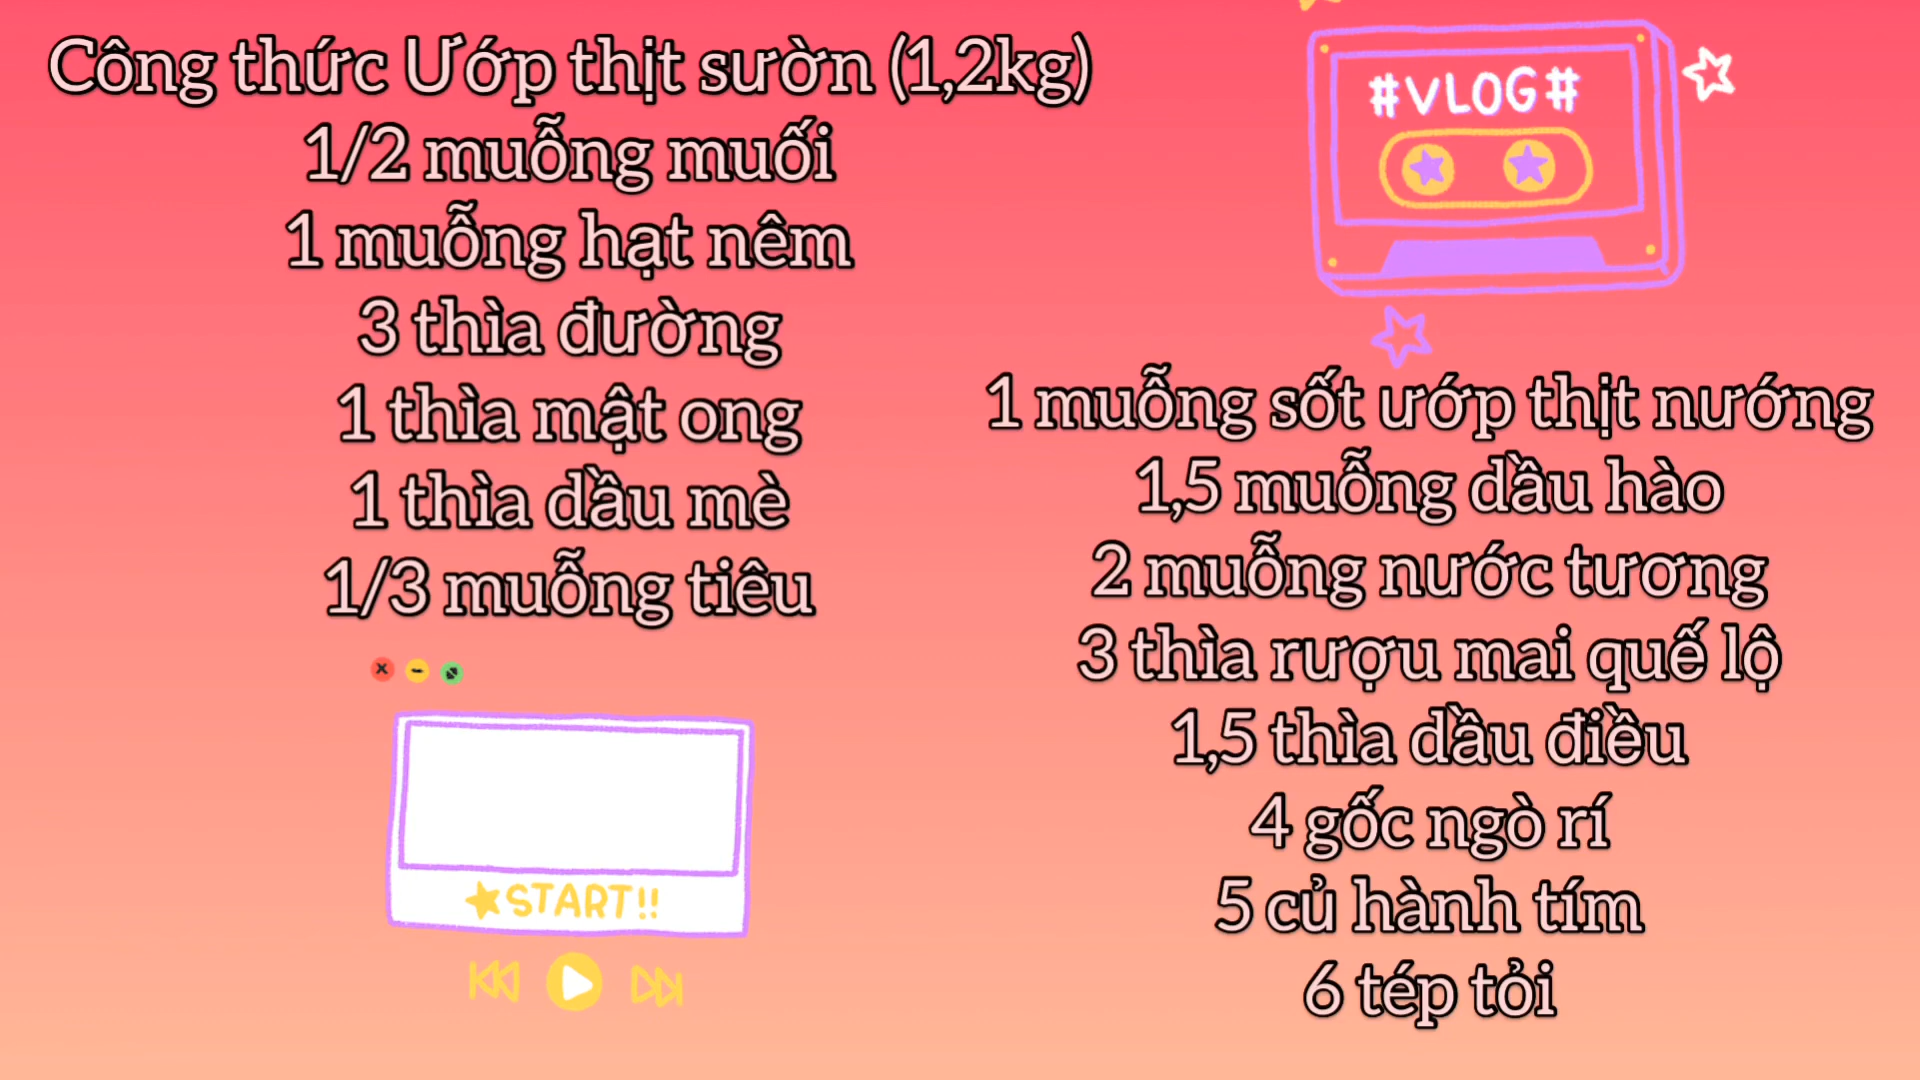 Công thức Ướp thịt sườn (1,2kg)
1/2 muỗng muối
1 muỗng hạt nêm
3 thìa đường
1 thìa mật ong
1 thìa dầu mè
1/3 muỗng tiêu
★START!!
#VLOG#
1 muỗng sốt ướp thịt nướng
1,5 muỗng dầu hào
2 muỗng nước tương
3 thìa rượu mai quế lộ
1,5 thìa dầu điều
4 gốc ngò rí
5 củ hành tím
6 tép tỏi